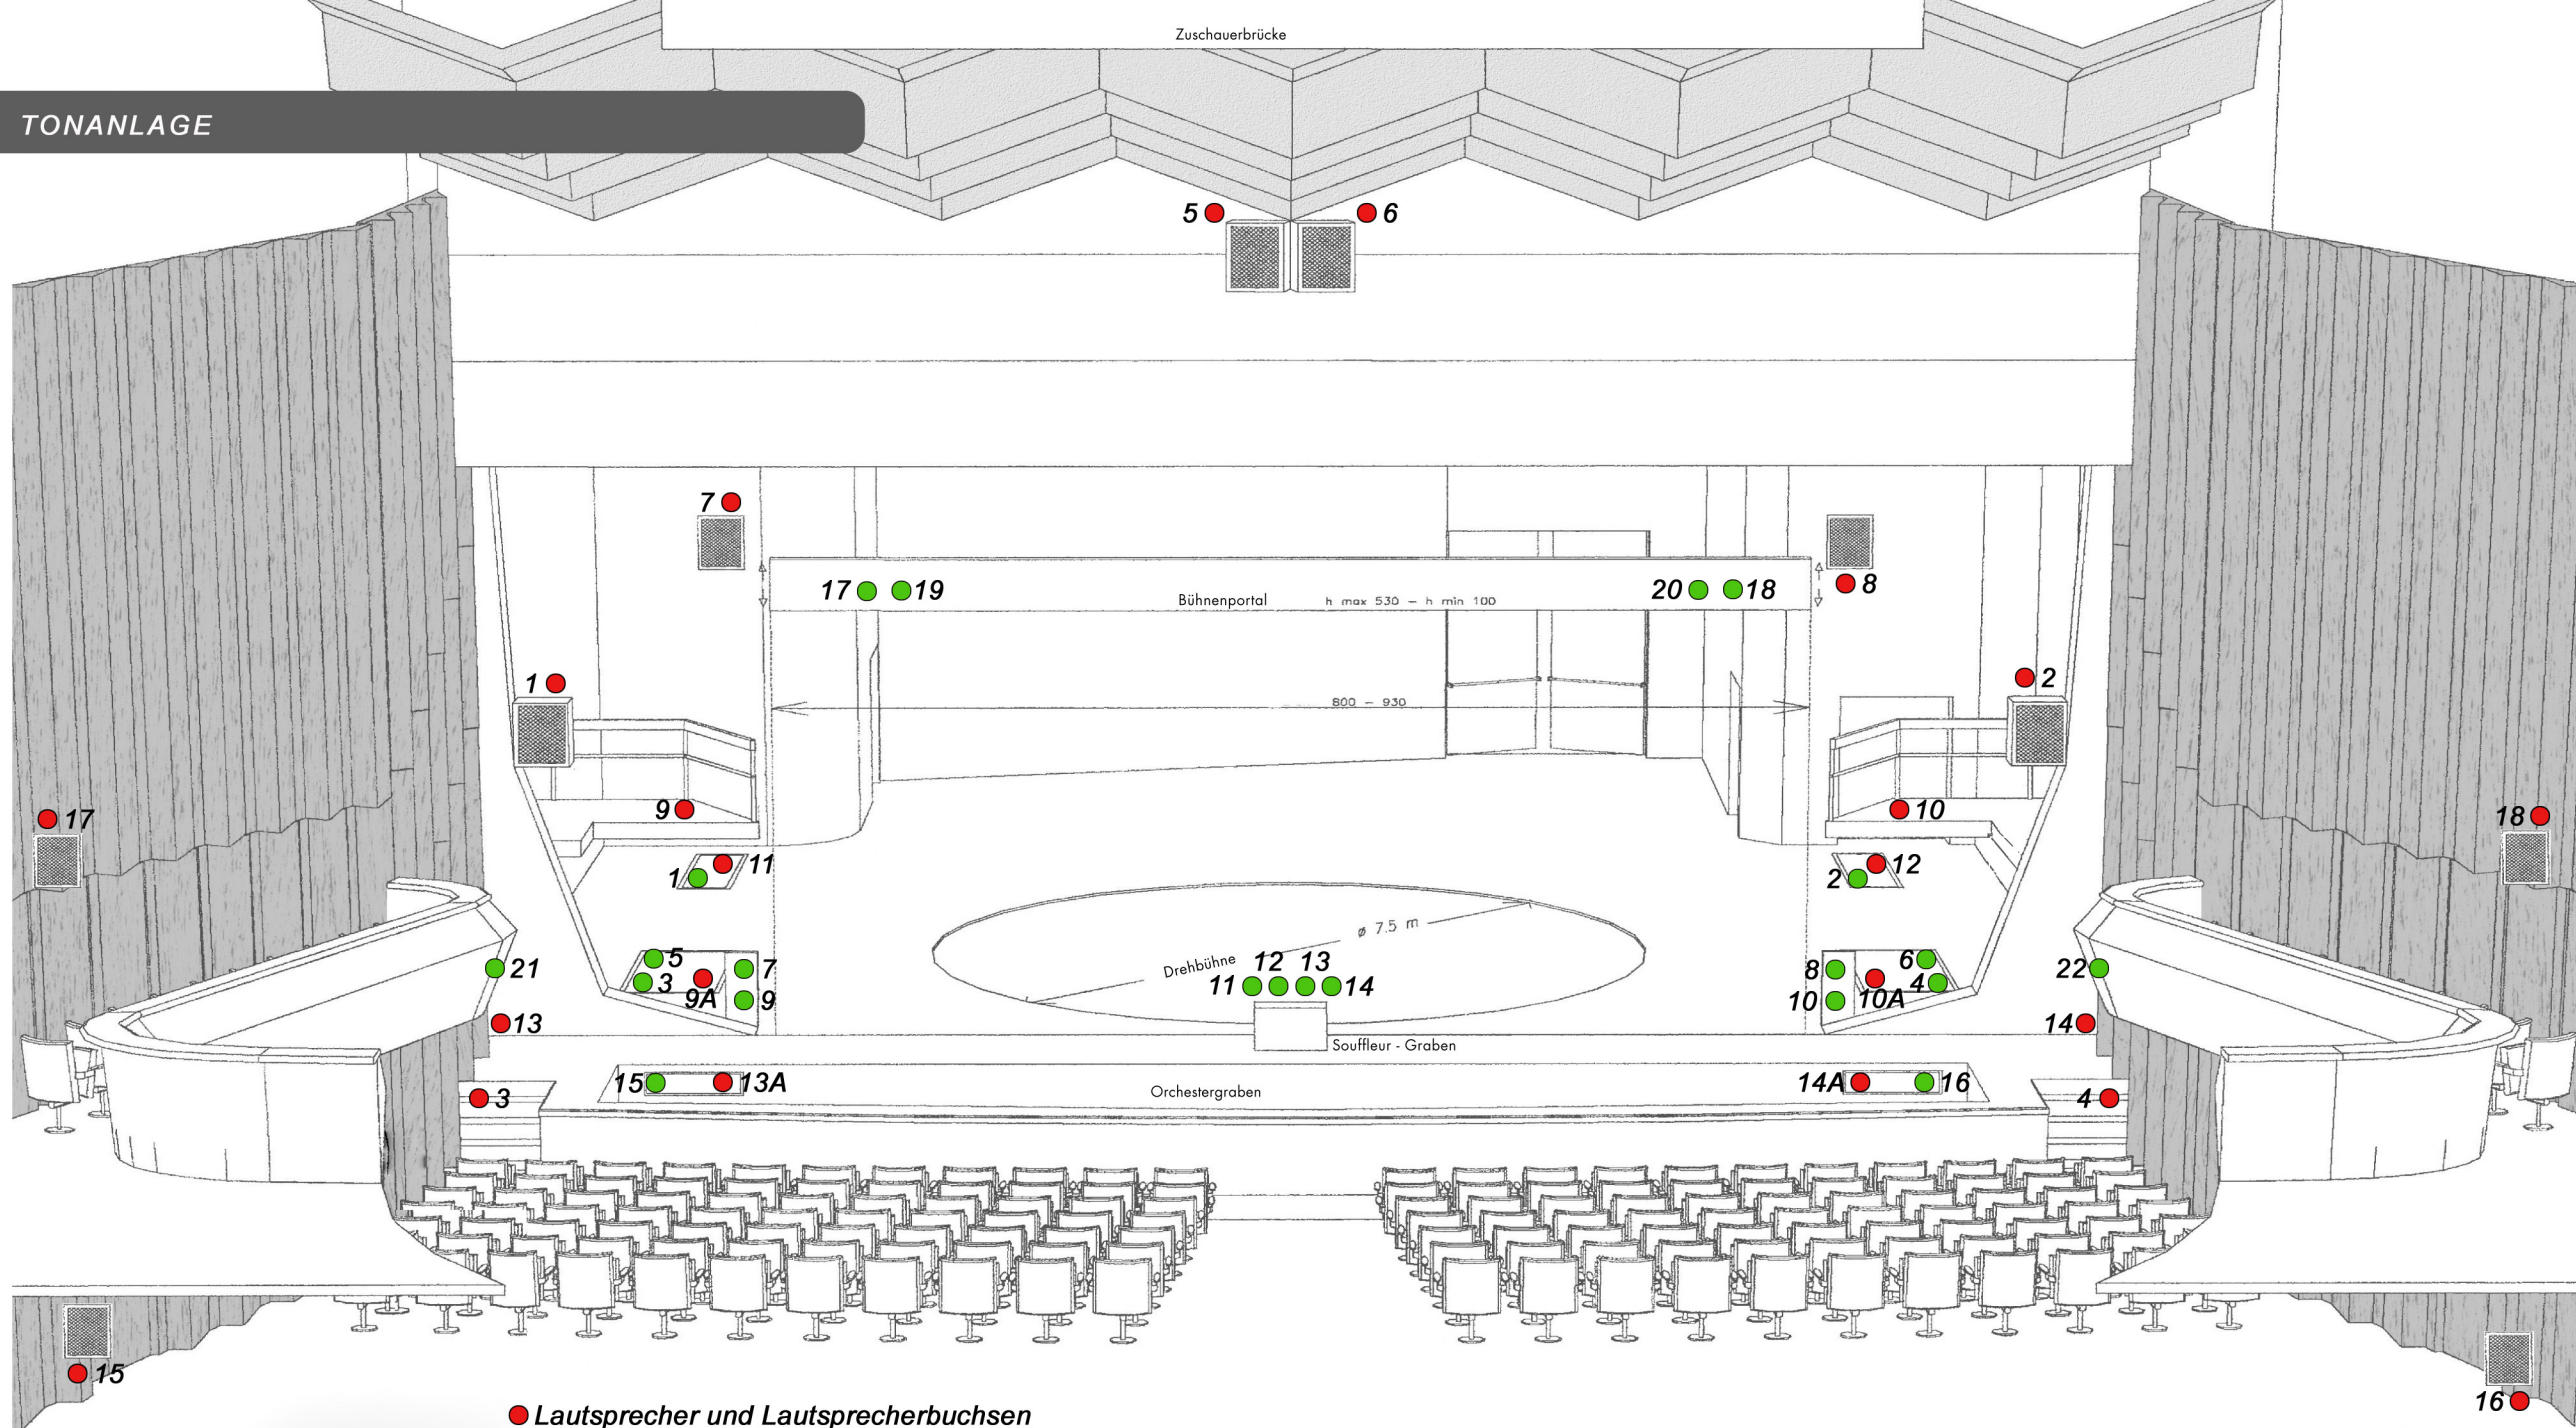 Zuschauerbrücke
TONANLAGE
5 6
7
17 19
Bühnenportal h max 530 - h min 100
20 18
8
1
2
800 - 930
9
10
17
18
1 11
2 12
ø 7.5 m
Drehbühne
12 13
11 14
5
3
9A
7
9
8
10
6
4
10A
21
22
13
14
Souffleur - Graben
15 13A
14A 16
Orchestergraben
3
4
15
16
Lautsprecher und Lautsprecherbuchsen